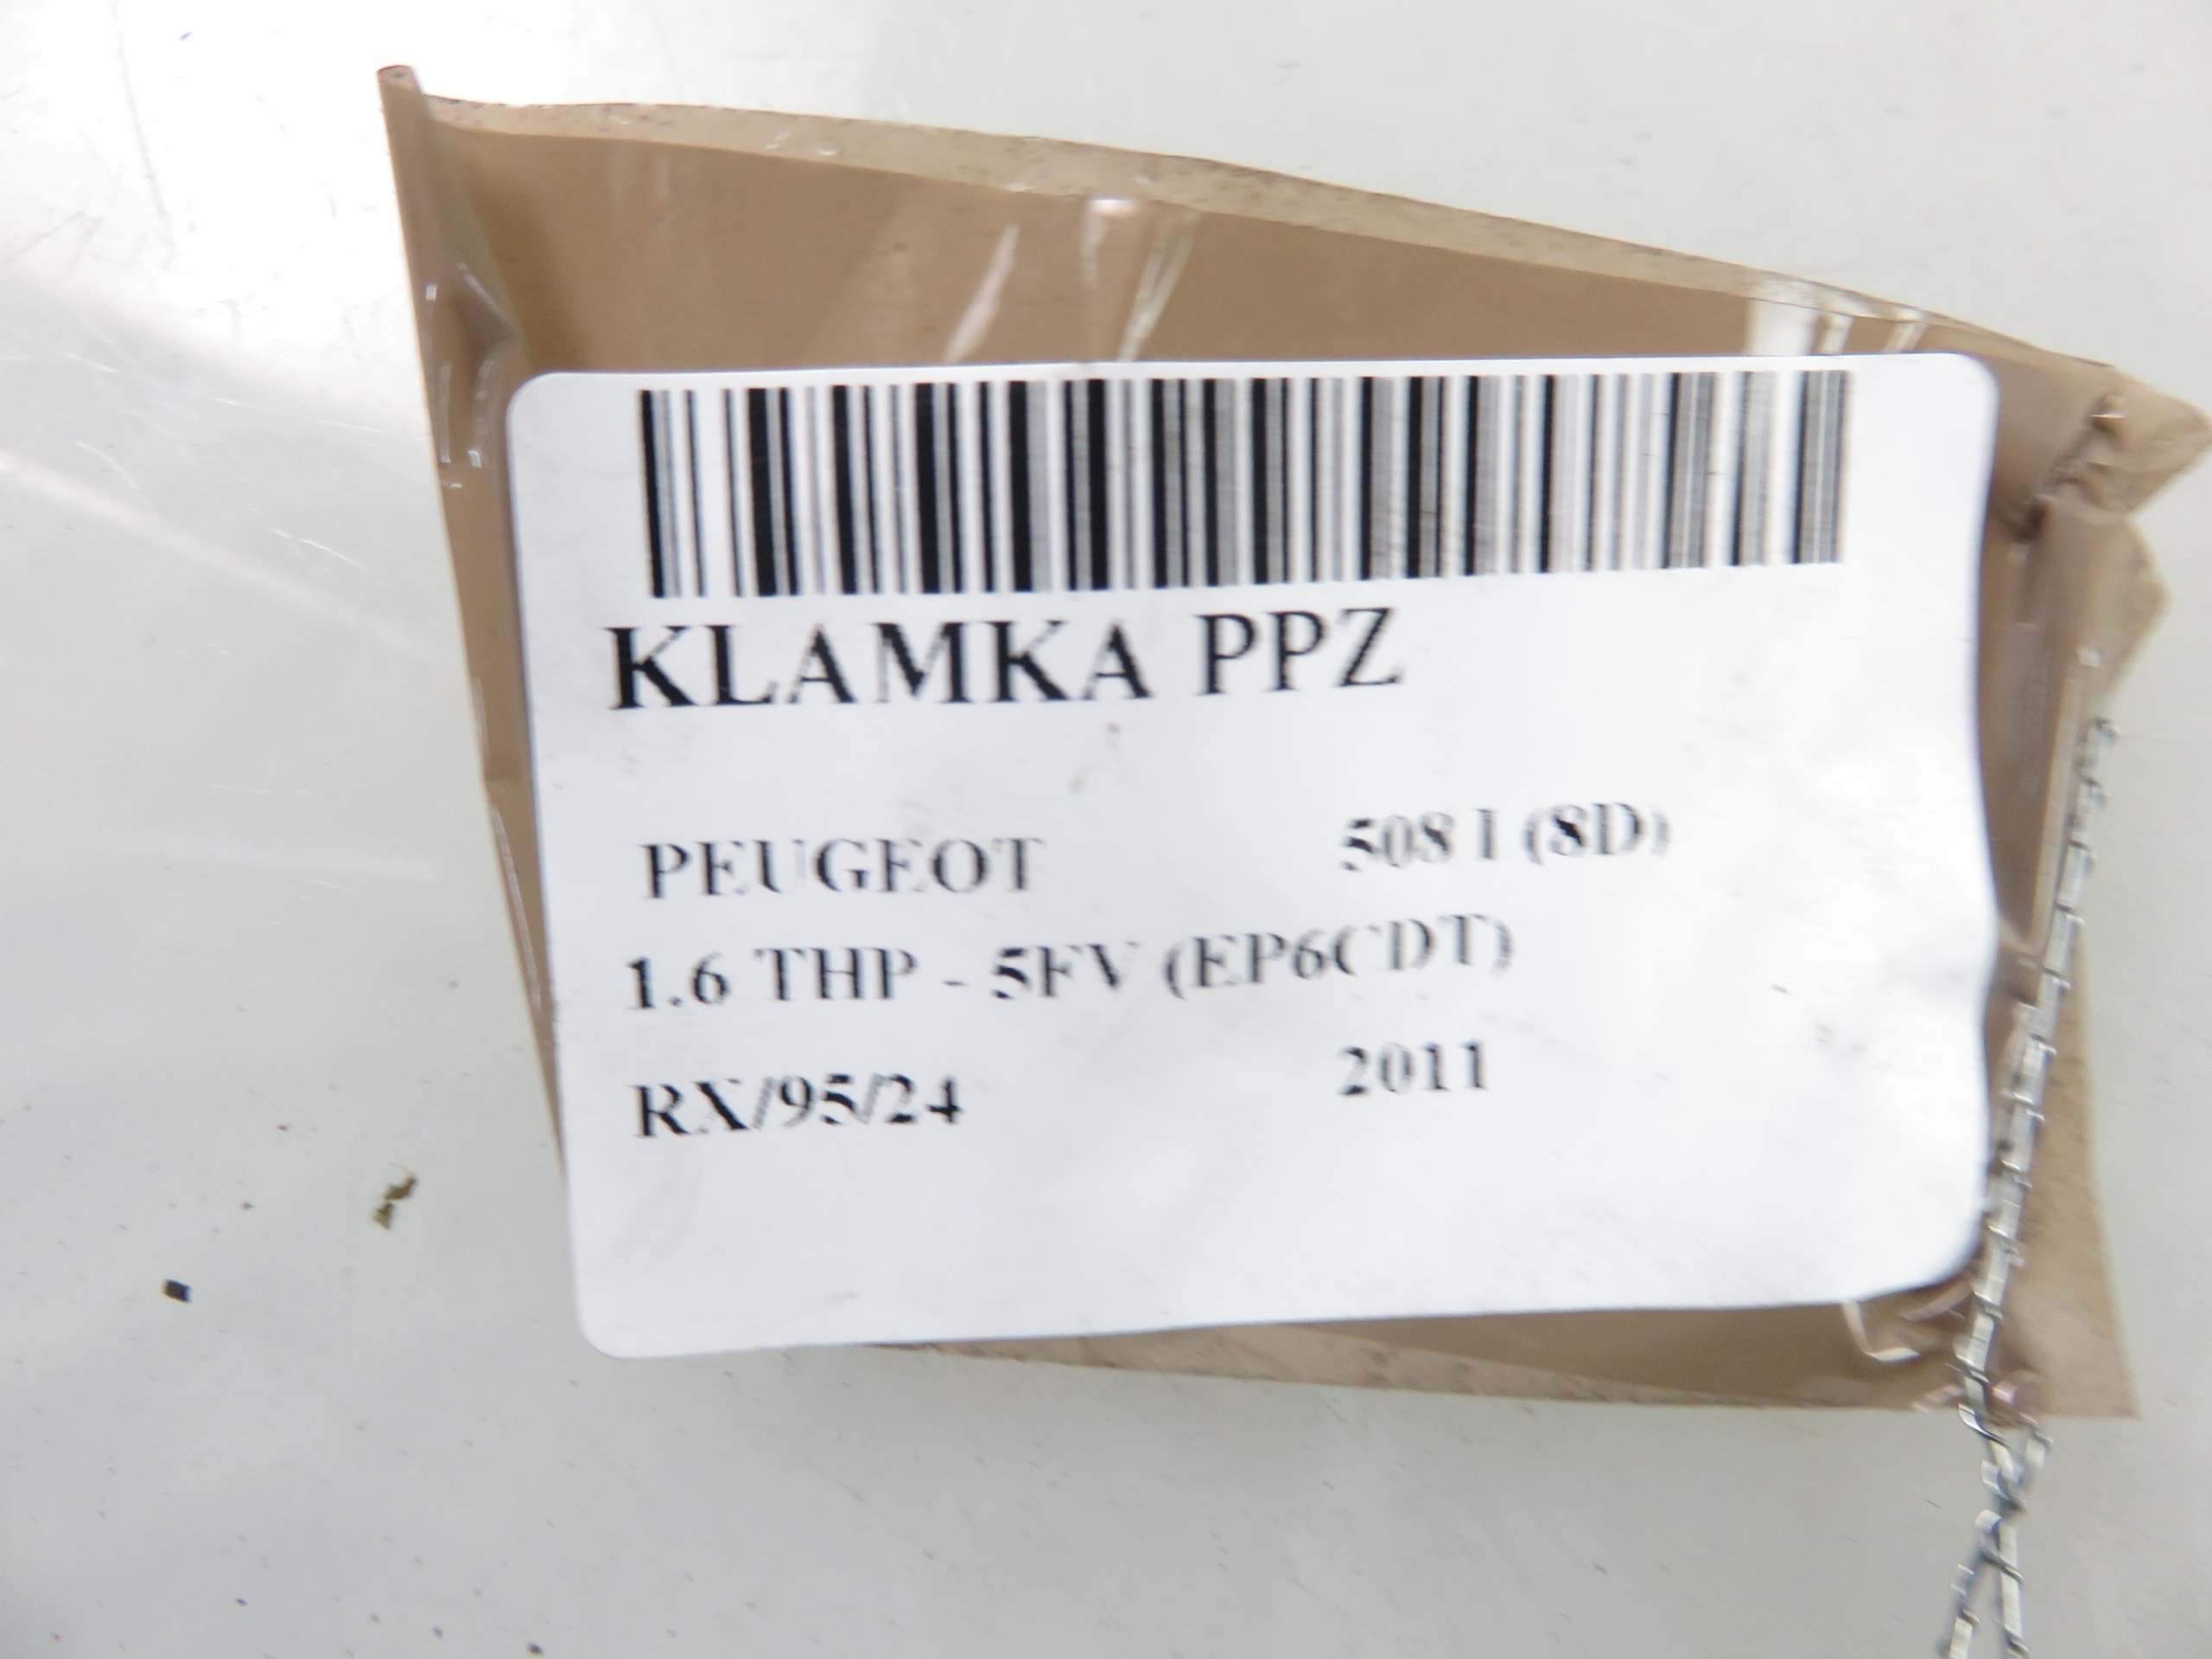 KLAMKA PPZ
PEUGEOT 508 I (8D)
1.6 THP - 5FV (EP6CDT)
RX/95/24 2011